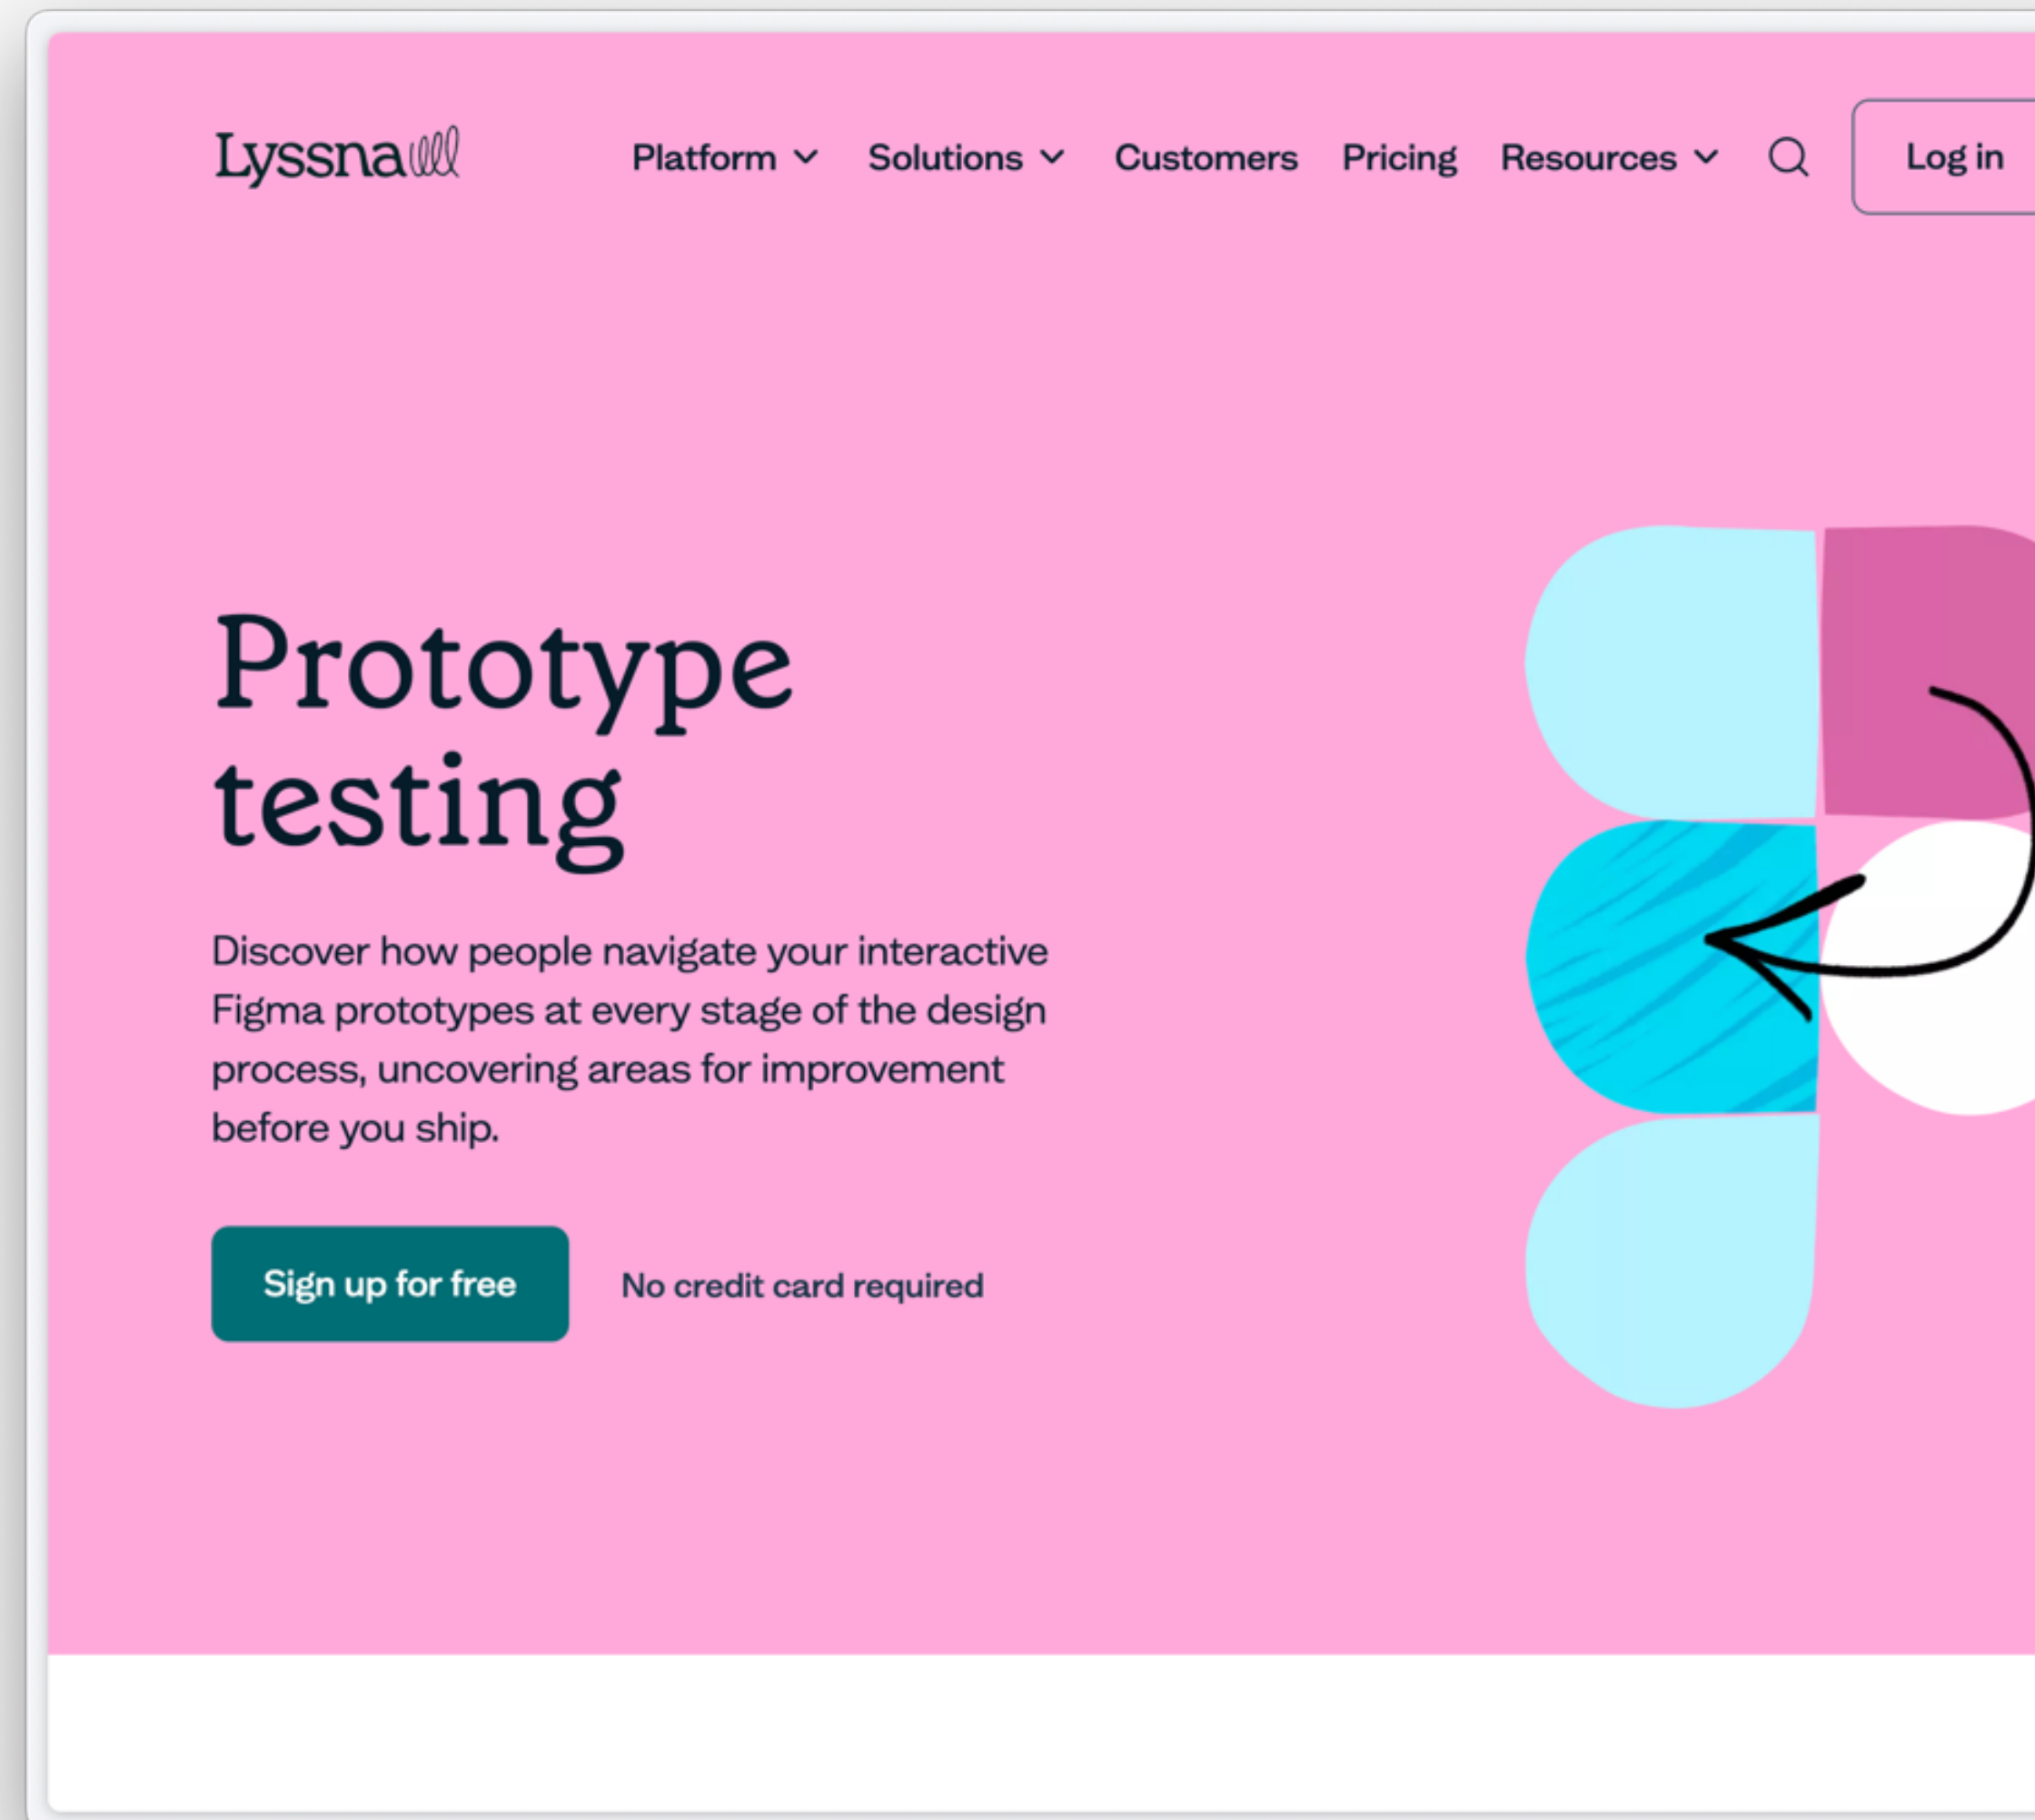 Lyssna
Platform
Solutions
Customers
Pricing
Resources
Log in
Prototype
testing
Discover how people navigate your interactive
Figma prototypes at every stage of the design
process, uncovering areas for improvement
before you ship.
Sign up for free
No credit card required